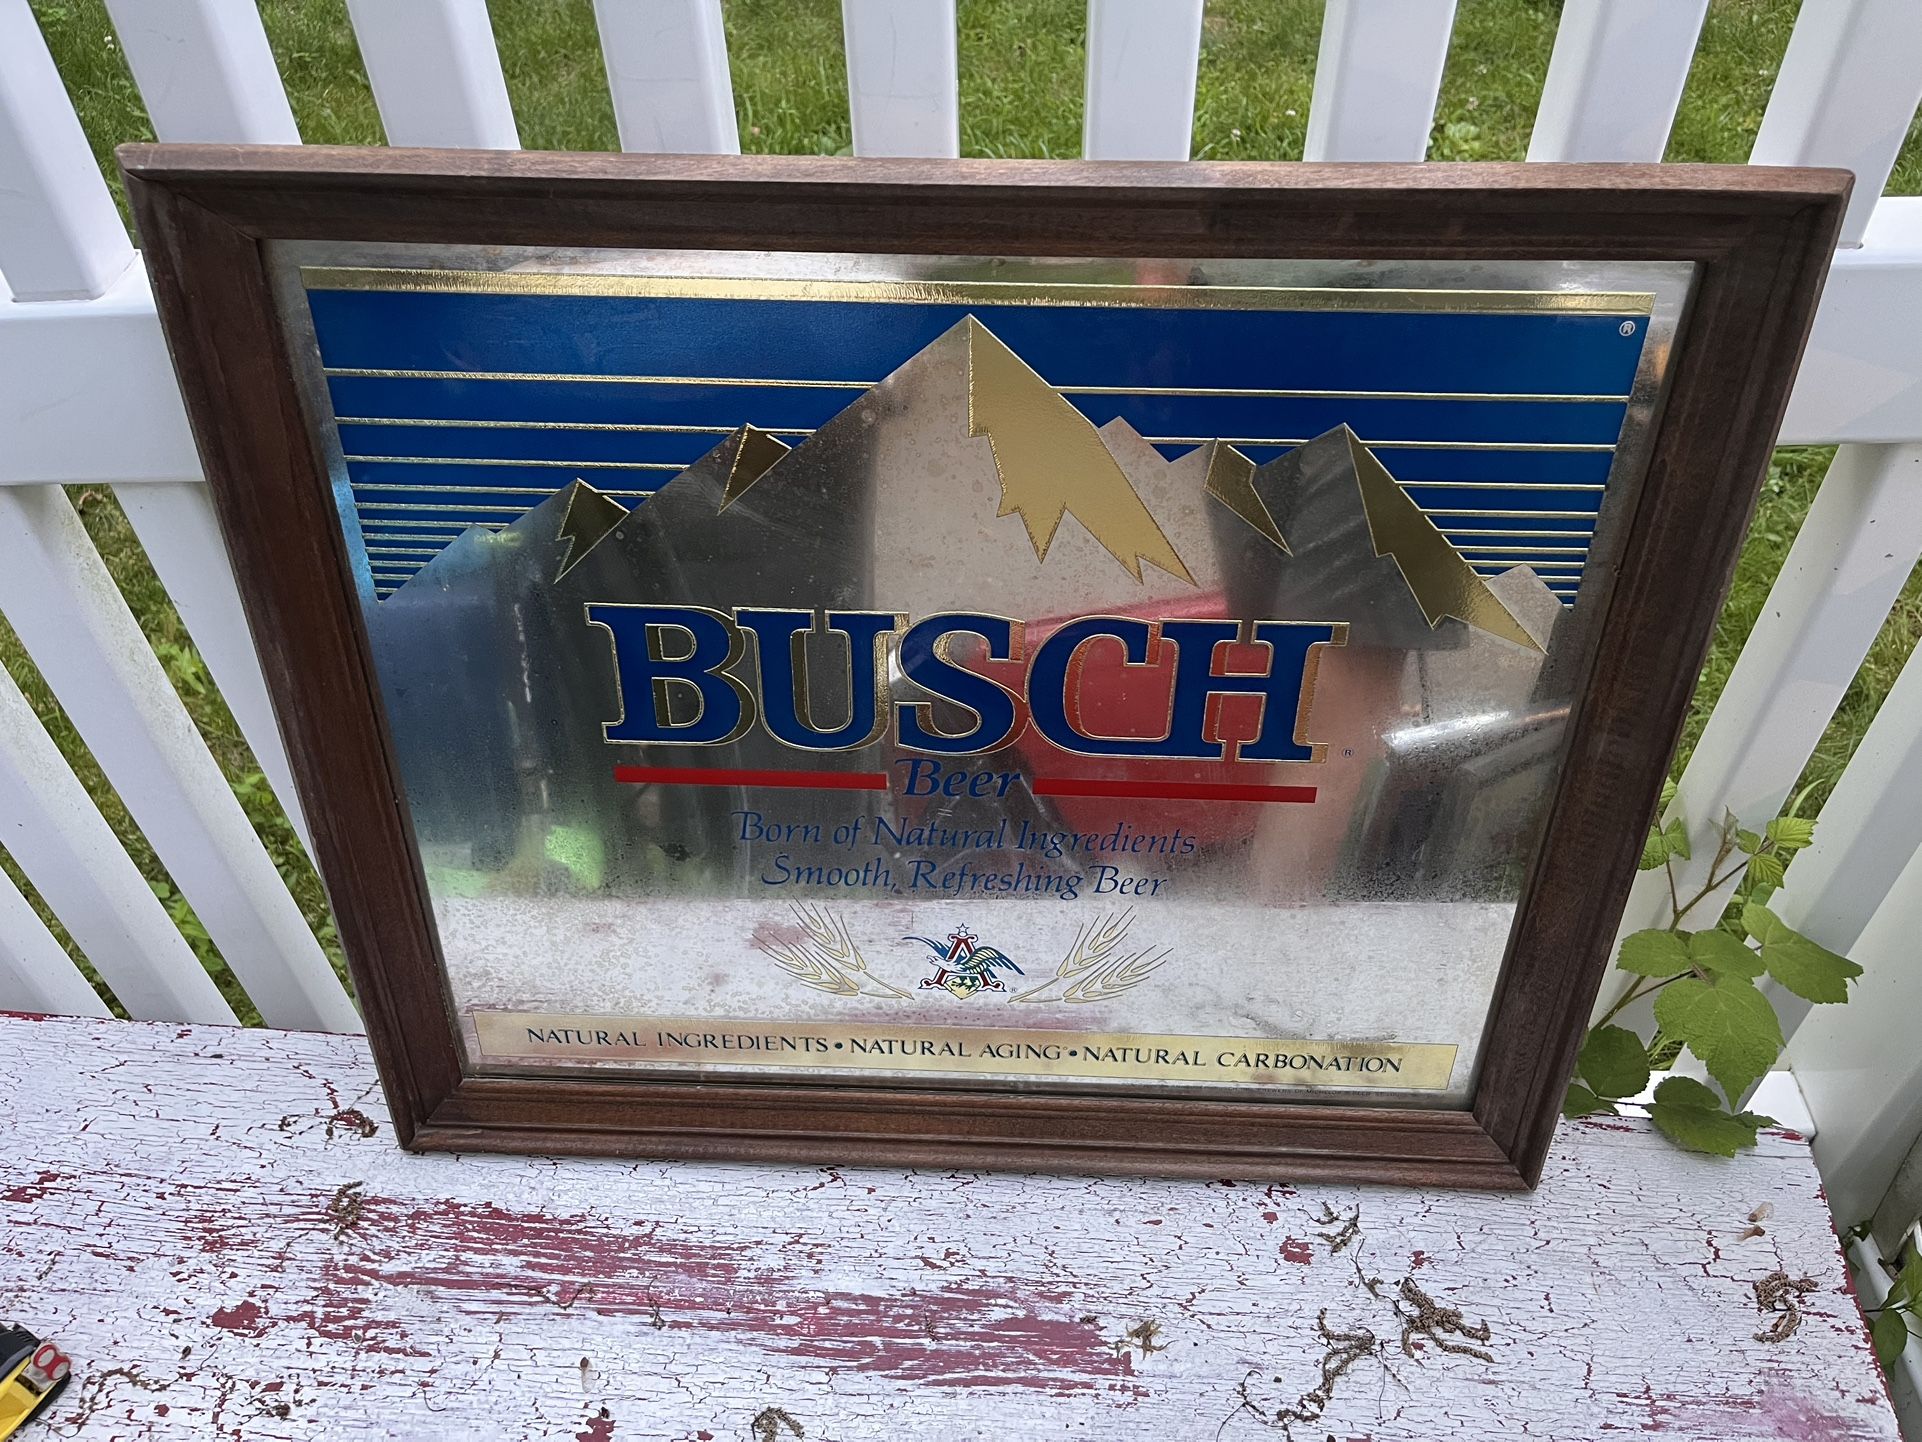 ®
BUSCH ®
Beer
Born of Natural Ingredients
Smooth, Refreshing Beer
A ®
NATURAL INGREDIENTS • NATURAL AGING • NATURAL CARBONATION